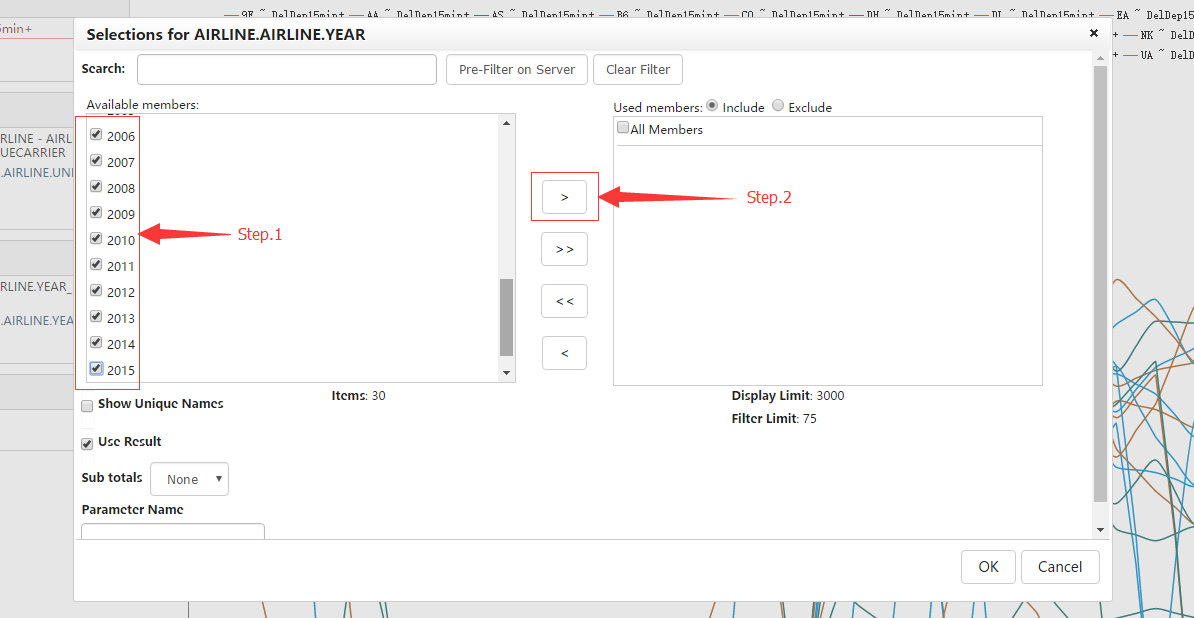 9E ~ DelDep15mint AA ~ DelDep15mint AS ~ DelDep15mint B6 ~ DelDep15mint CO ~ DelDep15mint DH ~ DelDep15mint DL ~ DelDep15mint EA ~ DelDep15
5min+
+ NK ~ DelD
+ UA ~ DelD
Selections for AIRLINE.AIRLINE.YEAR ×
Search:
Pre-Filter on Server
Clear Filter
Available members:
Used members: Include Exclude
All Members
2006
2007
2008
2009
2010
2011
2012
2013
2014
2015
Step.1
>
>>
<<
<
Step.2
Items: 30
Display Limit: 3000
Filter Limit: 75
Show Unique Names
Use Result
Sub totals None
Parameter Name
OK
Cancel
RLINE - AIRL
UECARRIER
.AIRLINE.UNI
RLINE.YEAR_
.AIRLINE.YEA